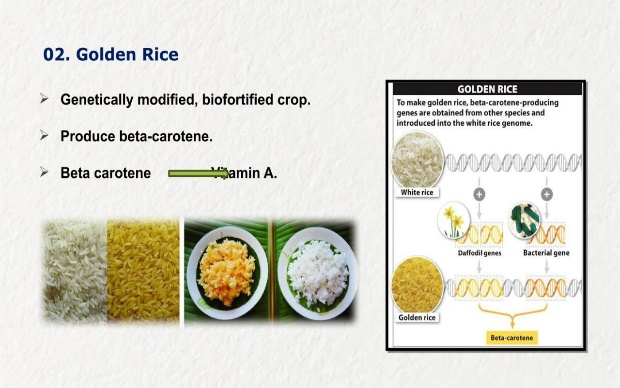 02. Golden Rice
Genetically modified, biofortified crop.
Produce beta-carotene.
Beta carotene Vitamin A.
GOLDEN RICE
To make golden rice, beta-carotene-producing
genes are obtained from other species and
introduced into the white rice genome.
White rice
+ +
Daffodil genes Bacterial gene
Golden rice
Beta-carotene